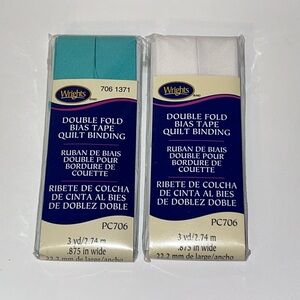 Wrights
706 1371
DOUBLE FOLD
BIAS TAPE
QUILT BINDING
RUBAN DE BIAIS
DOUBLE POUR
BORDURE DE
COUETTE
RIBETE DE COLCHA
DE CINTA AL BIES
DE DOBLEZ DOBLE
PC706
3 yd/2.74 m
.875 in wide
22.2 mm de large/ancho
Wrights
DOUBLE FOLD
BIAS TAPE
QUILT BINDING
RUBAN DE BIAIS
DOUBLE POUR
BORDURE DE
COUETTE
RIBETE DE COLCHA
DE CINTA AL BIES
DE DOBLEZ DOBLE
PC706
3 yd/2.74 m
.875 in wide
22.2 mm de large/ancho